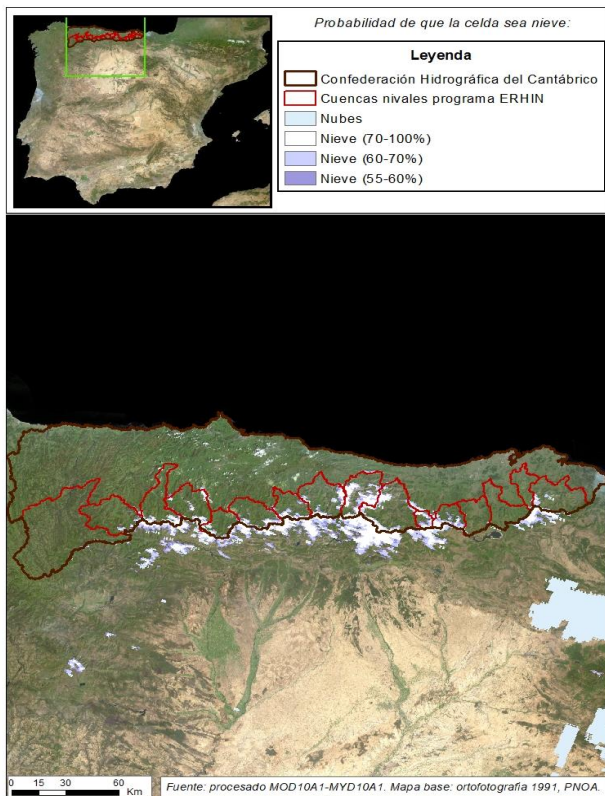 Probabilidad de que la celda sea nieve:
Leyenda
Confederación Hidrográfica del Cantábrico
Cuencas nivales programa ERHIN
Nubes
Nieve (70-100%)
Nieve (60-70%)
Nieve (55-60%)
0 15 30 60
Km
Fuente: procesado MOD10A1-MYD10A1. Mapa base: ortofotografia 1991, PNOA.